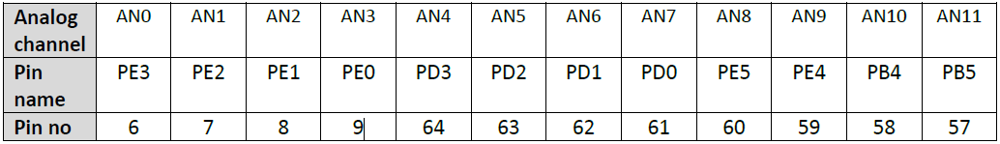 Analog channel AN0 AN1 AN2 AN3 AN4 AN5 AN6 AN7 AN8 AN9 AN10 AN11
Pin name PE3 PE2 PE1 PE0 PD3 PD2 PD1 PD0 PE5 PE4 PB4 PB5
Pin no 6 7 8 9 64 63 62 61 60 59 58 57